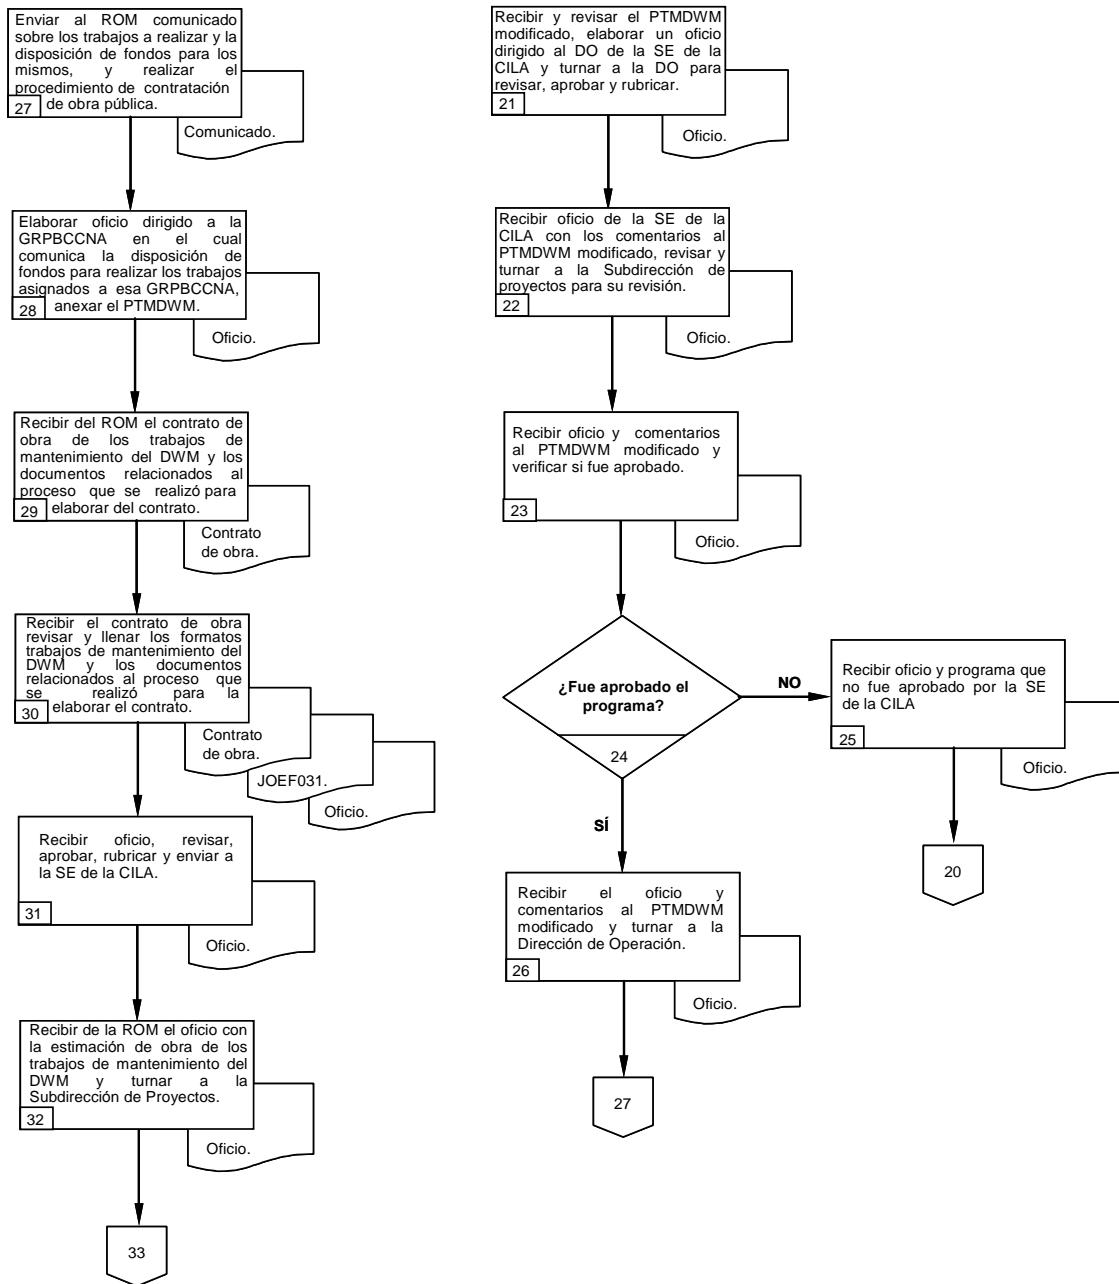 Enviar al ROM comunicado
sobre los trabajos a realizar y la
disposición de fondos para los
mismos, y realizar el
procedimiento de contratación
27 de obra pública.
Comunicado.
Elaborar oficio dirigido a la
GRPBCCNA en el cual
comunica la disposición de
fondos para realizar los trabajos
asignados a esa GRPBCCNA,
28 anexar el PTMDWM.
Oficio.
Recibir del ROM el contrato de
obra de los trabajos de
mantenimiento del DWM y los
documentos relacionados al
proceso que se realizó para
29 elaborar del contrato.
Contrato
de obra.
Recibir el contrato de obra
revisar y llenar los formatos
trabajos de mantenimiento del
DWM y los documentos
relacionados al proceso que
se realizó para la
30 elaborar el contrato.
Contrato
de obra.
JOEF031.
Oficio.
Recibir oficio, revisar,
aprobar, rubricar y enviar a
la SE de la CILA.
31
Oficio.
Recibir de la ROM el oficio con
la estimación de obra de los
trabajos de mantenimiento del
DWM y turnar a la
Subdirección de Proyectos.
32
Oficio.
33
Recibir y revisar el PTMDWM
modificado, elaborar un oficio
dirigido al DO de la SE de la
CILA y turnar a la DO para
revisar, aprobar y rubricar.
21
Oficio.
Recibir oficio de la SE de la
CILA con los comentarios al
PTMDWM modificado, revisar y
turnar a la Subdirección de
proyectos para su revisión.
22
Oficio.
Recibir oficio y comentarios
al PTMDWM modificado y
verificar si fue aprobado.
23
Oficio.
¿Fue aprobado el
programa?
24
NO
SÍ
Recibir oficio y programa que
no fue aprobado por la SE
de la CILA
25
Oficio.
20
Recibir el oficio y
comentarios al PTMDWM
modificado y turnar a la
Dirección de Operación.
26
Oficio.
27